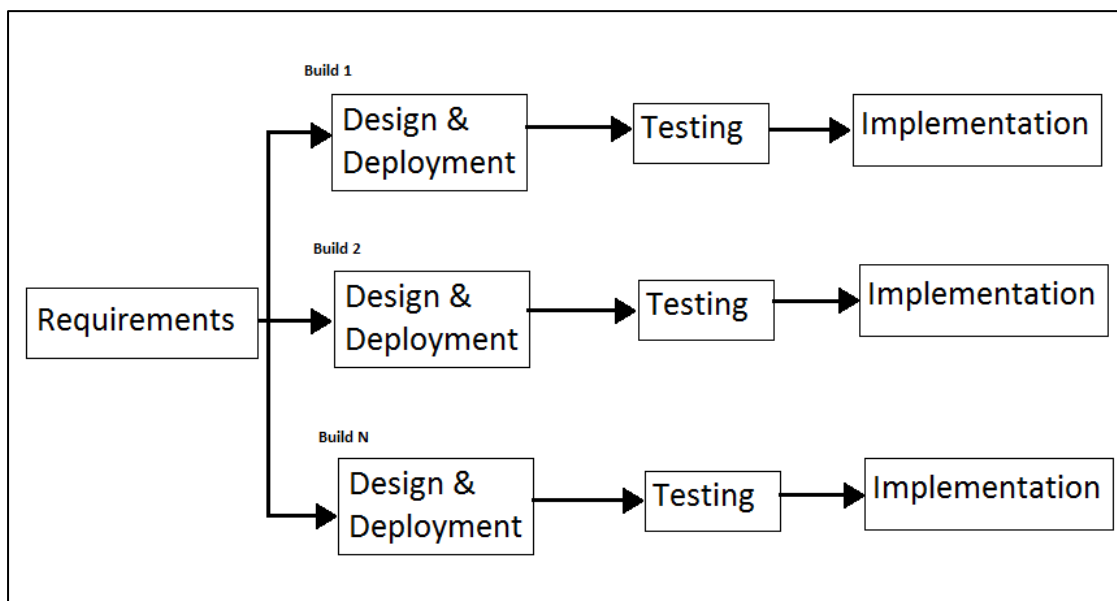 Build 1
Design &
Deployment
Testing
Implementation
Build 2
Requirements
Design &
Deployment
Testing
Implementation
Build N
Design &
Deployment
Testing
Implementation